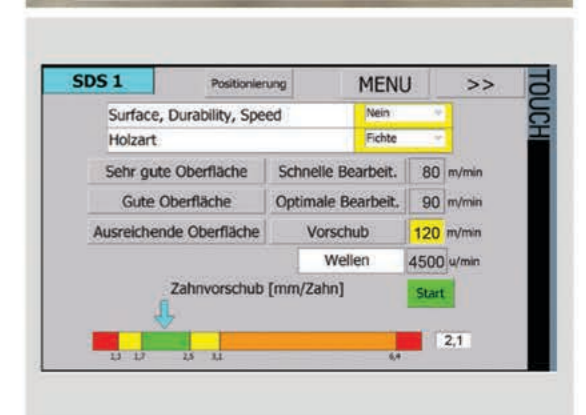 SDS 1 Positionierung MENU >>
TOUCH
Surface, Durability, Speed Nein
Holzart Fichte
Sehr gute Oberfläche Schnelle Bearbeit. 80 m/min
Gute Oberfläche Optimale Bearbeit. 90 m/min
Ausreichende Oberfläche Vorschub 120 m/min
Wellen 4500 u/min
Zahnvorschub [mm/Zahn] Start
2,1
1,3 1,7 2,5 3,1 6,4